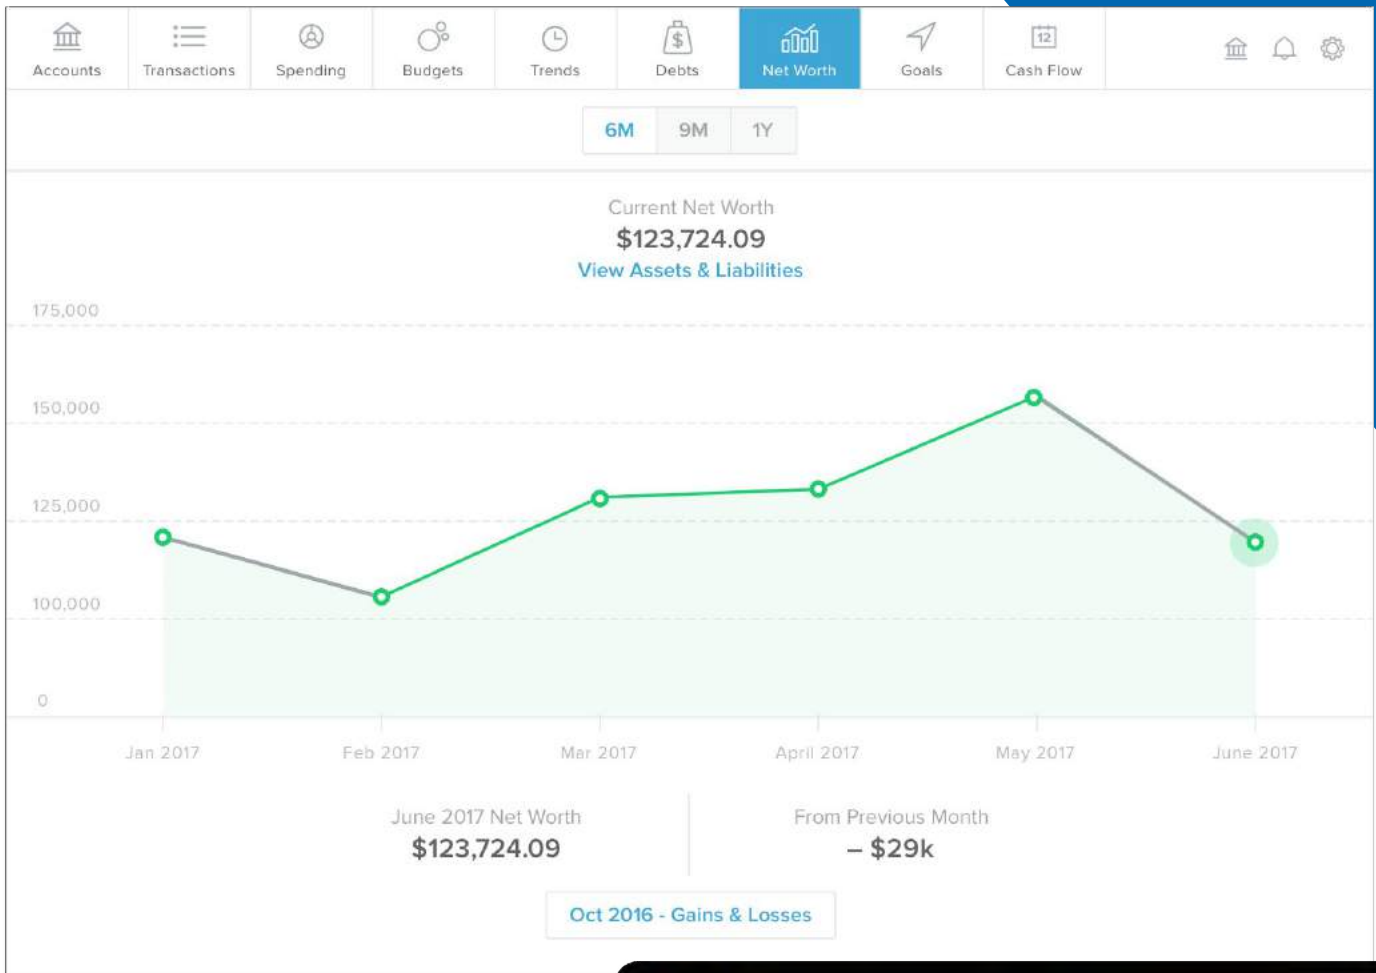 Accounts Transactions Spending Budgets Trends Debts Net Worth Goals 12 Cash Flow
6M 9M 1Y
Current Net Worth
$123,724.09
View Assets & Liabilities
175,000
150,000
125,000
100,000
0
Jan 2017 Feb 2017 Mar 2017 April 2017 May 2017 June 2017
June 2017 Net Worth From Previous Month
$123,724.09 – $29k
Oct 2016 - Gains & Losses